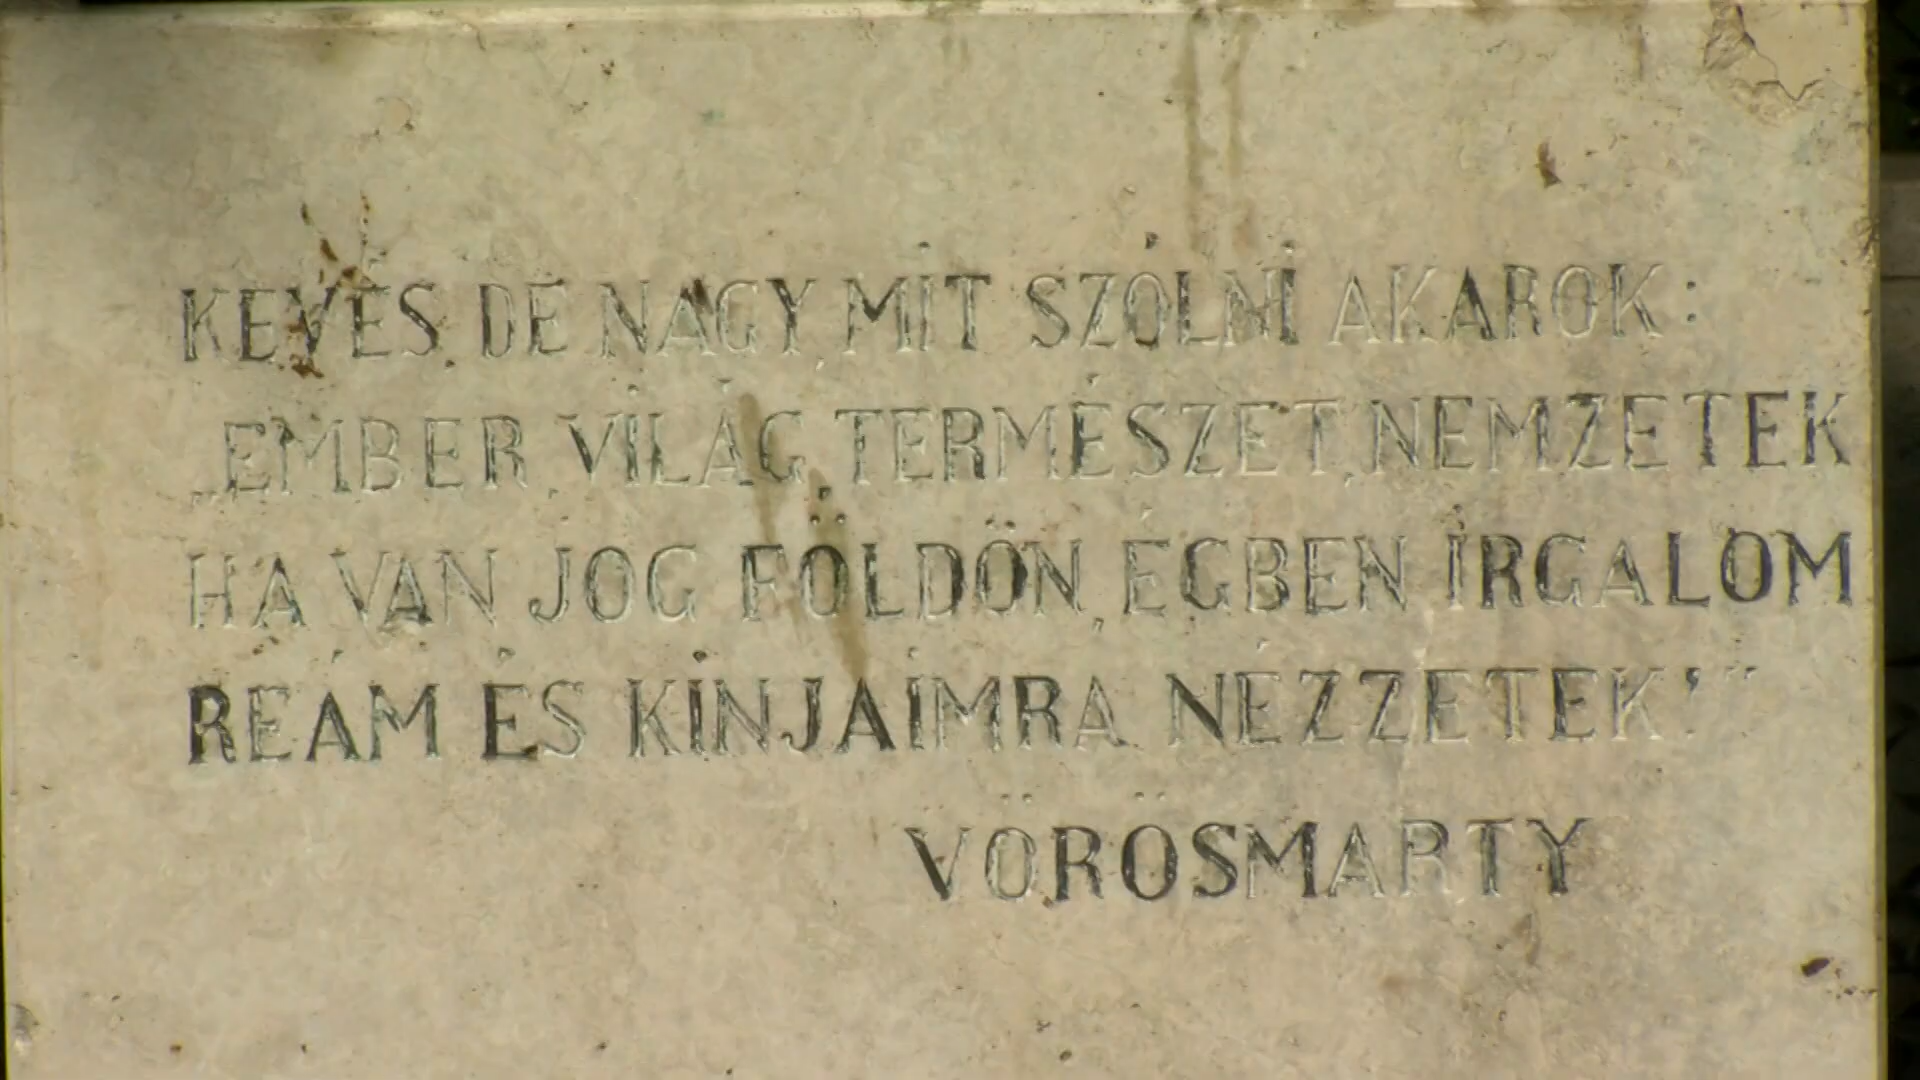 KEVÉS, DE NAGY, MIT SZÓLNI AKAROK:
„EMBER, VILÁG, TERMÉSZET, NEMZETEK
HA VAN JOG FÖLDÖN, ÉGBEN IRGALOM
REÁM ÉS KINJAIMRA NÉZZETEK!”
VÖRÖSMARTY